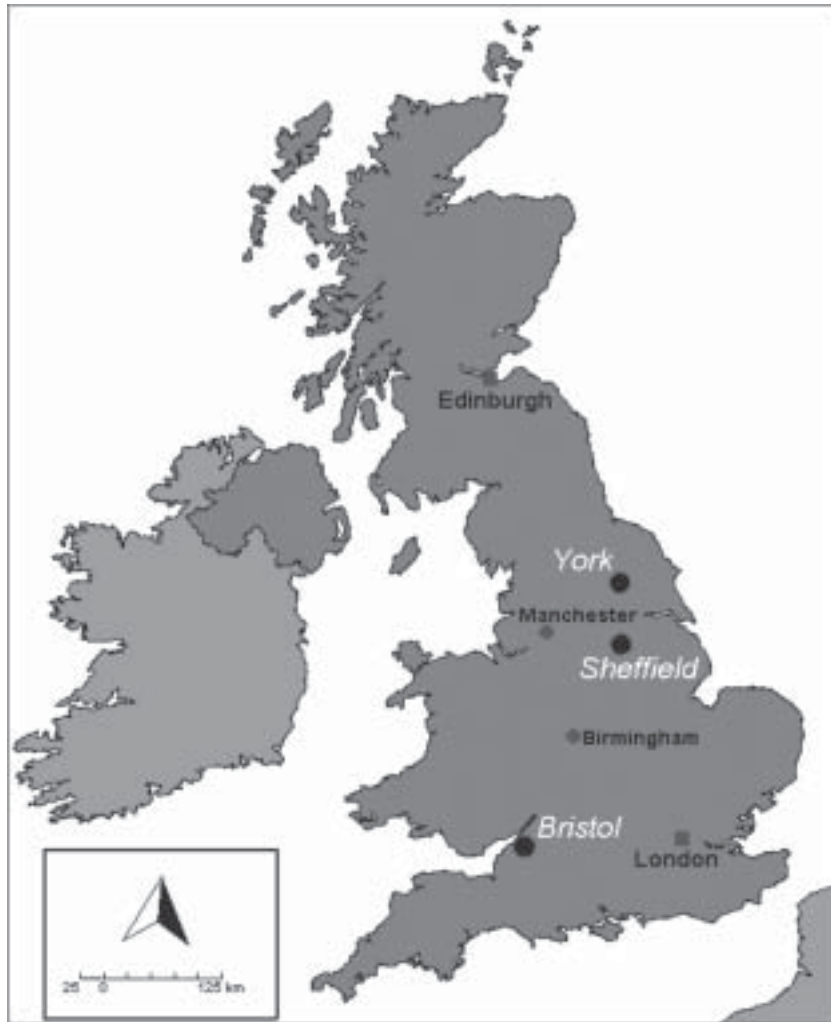 Edinburgh
York
Manchester
Sheffield
Birmingham
Bristol
London
25 0 125 km